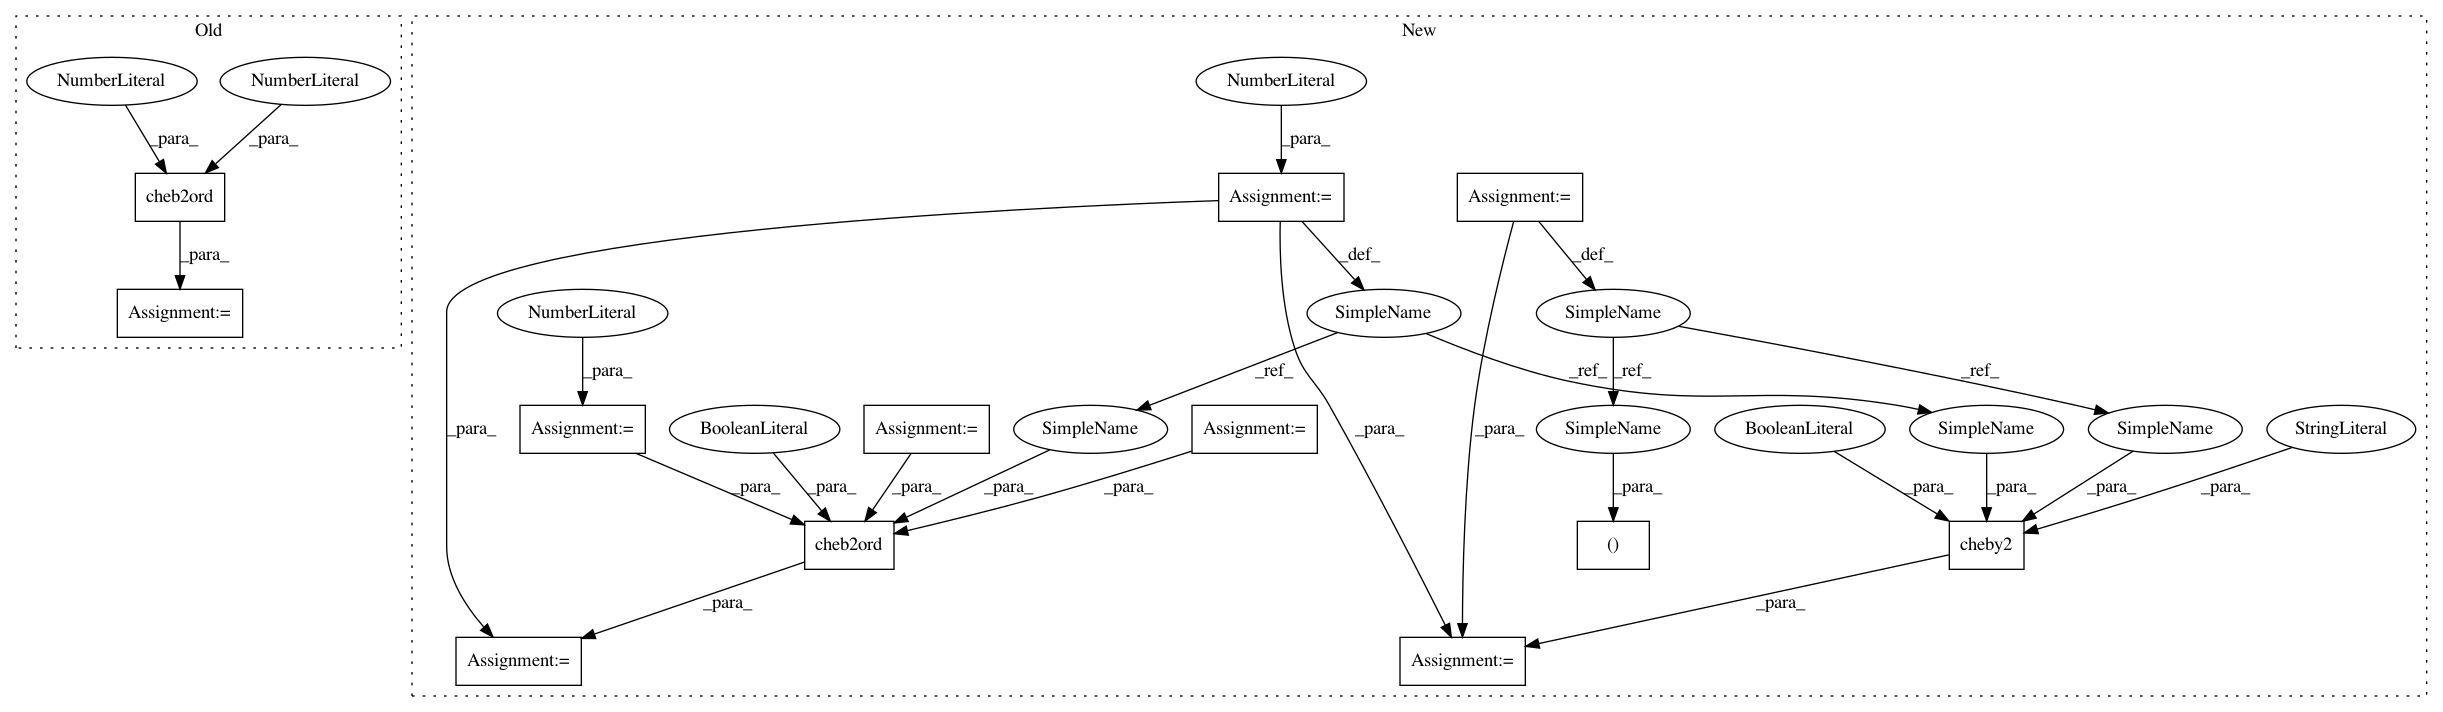 Old
New
NumberLiteral
NumberLiteral
NumberLiteral
_para_
_para_
_para_
cheb2ord
Assignment:=
Assignment:=
_para_
_def_
_def_
Assignment:=
NumberLiteral
SimpleName
SimpleName
_para_
_ref_
_ref_
_ref_
_ref_
_para_
Assignment:=
BooleanLiteral
Assignment:=
SimpleName
Assignment:=
_para_
_para_
SimpleName
BooleanLiteral
SimpleName
SimpleName
StringLiteral
_para_
_para_
_para_
_para_
_para_
_para_
_para_
_para_
_para_
_para_
cheb2ord
()
cheby2
_para_
_para_
Assignment:=
Assignment:=